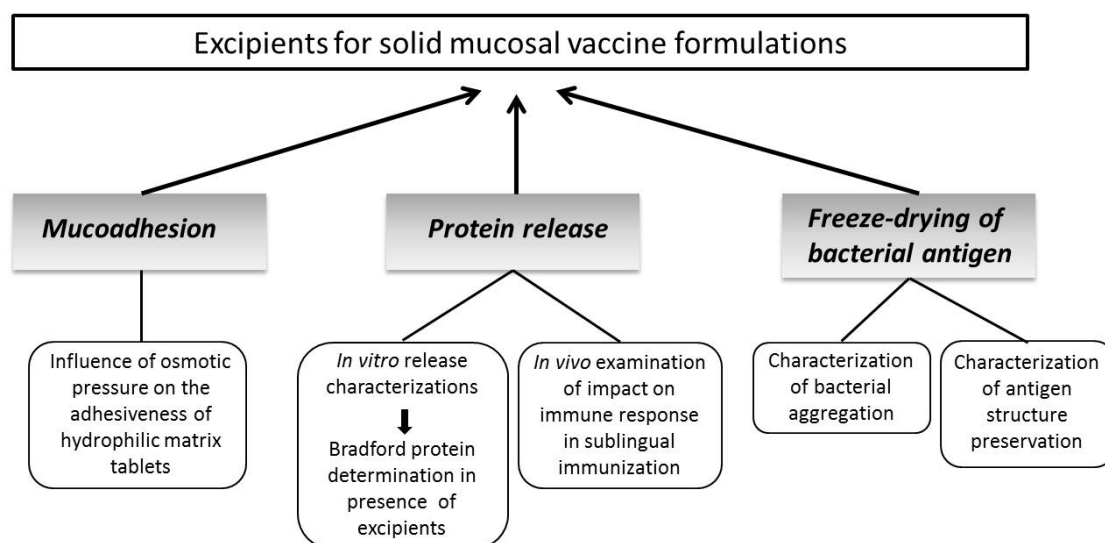 Excipients for solid mucosal vaccine formulations
Mucoadhesion
Protein release
Freeze-drying of
bacterial antigen
Influence of osmotic
pressure on the
adhesiveness of
hydrophilic matrix
tablets
In vitro release
characterizations
Bradford protein
determination in
presence of
excipients
In vivo examination
of impact on
immune response
in sublingual
immunization
Characterization
of bacterial
aggregation
Characterization
of antigen
structure
preservation